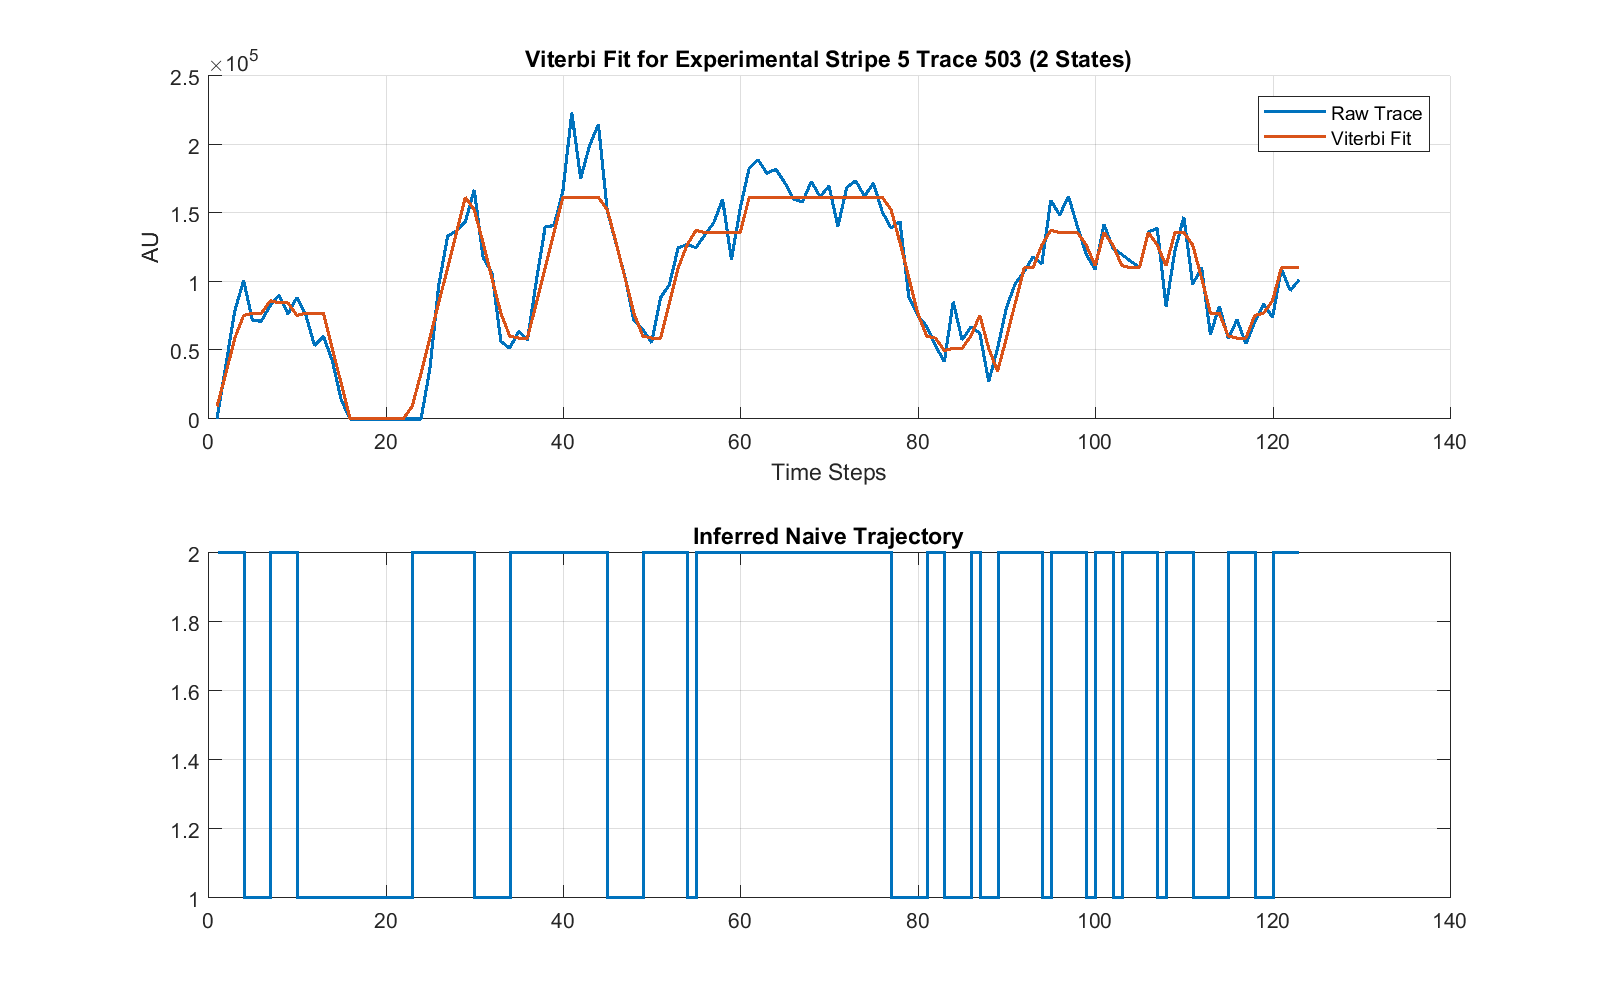 Viterbi Fit for Experimental Stripe 5 Trace 503 (2 States)
×10⁵
2.5
2
1.5
1
0.5
0
AU
Raw Trace
Viterbi Fit
0 20 40 60 80 100 120 140
Time Steps
Inferred Naive Trajectory
2
1.8
1.6
1.4
1.2
1
0 20 40 60 80 100 120 140